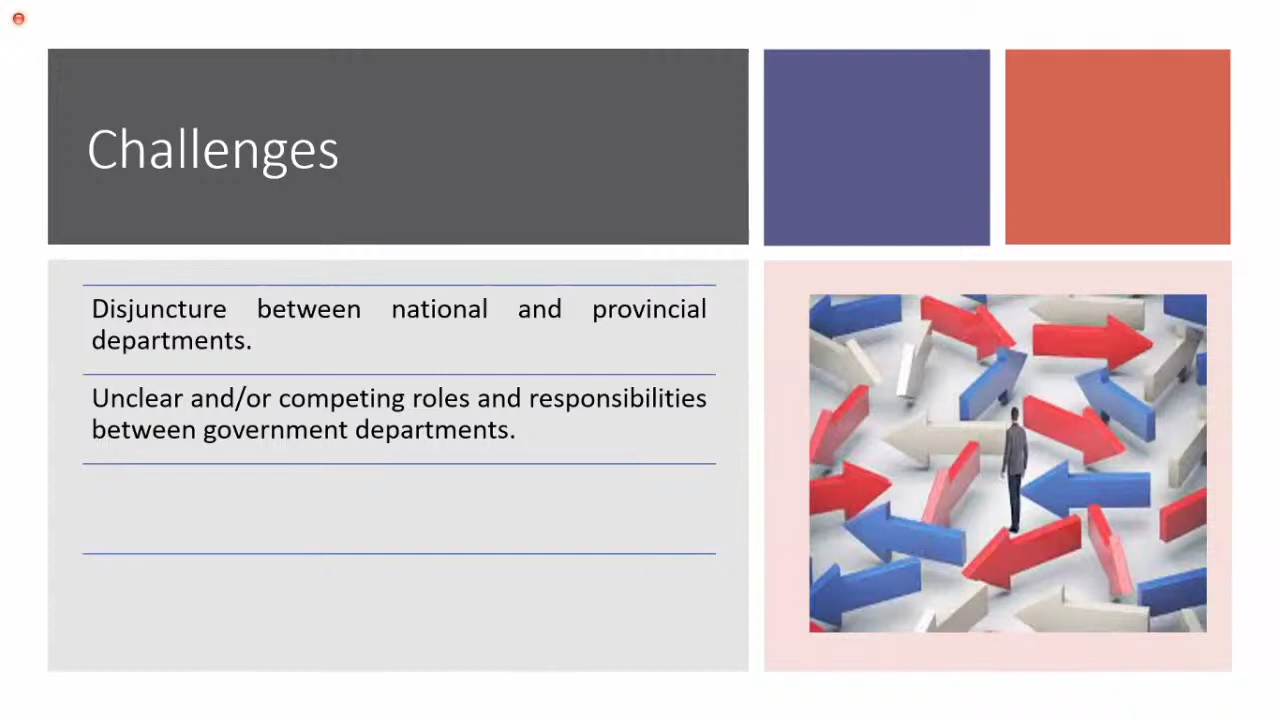 Challenges
Disjuncture between national and provincial
departments.
Unclear and/or competing roles and responsibilities
between government departments.